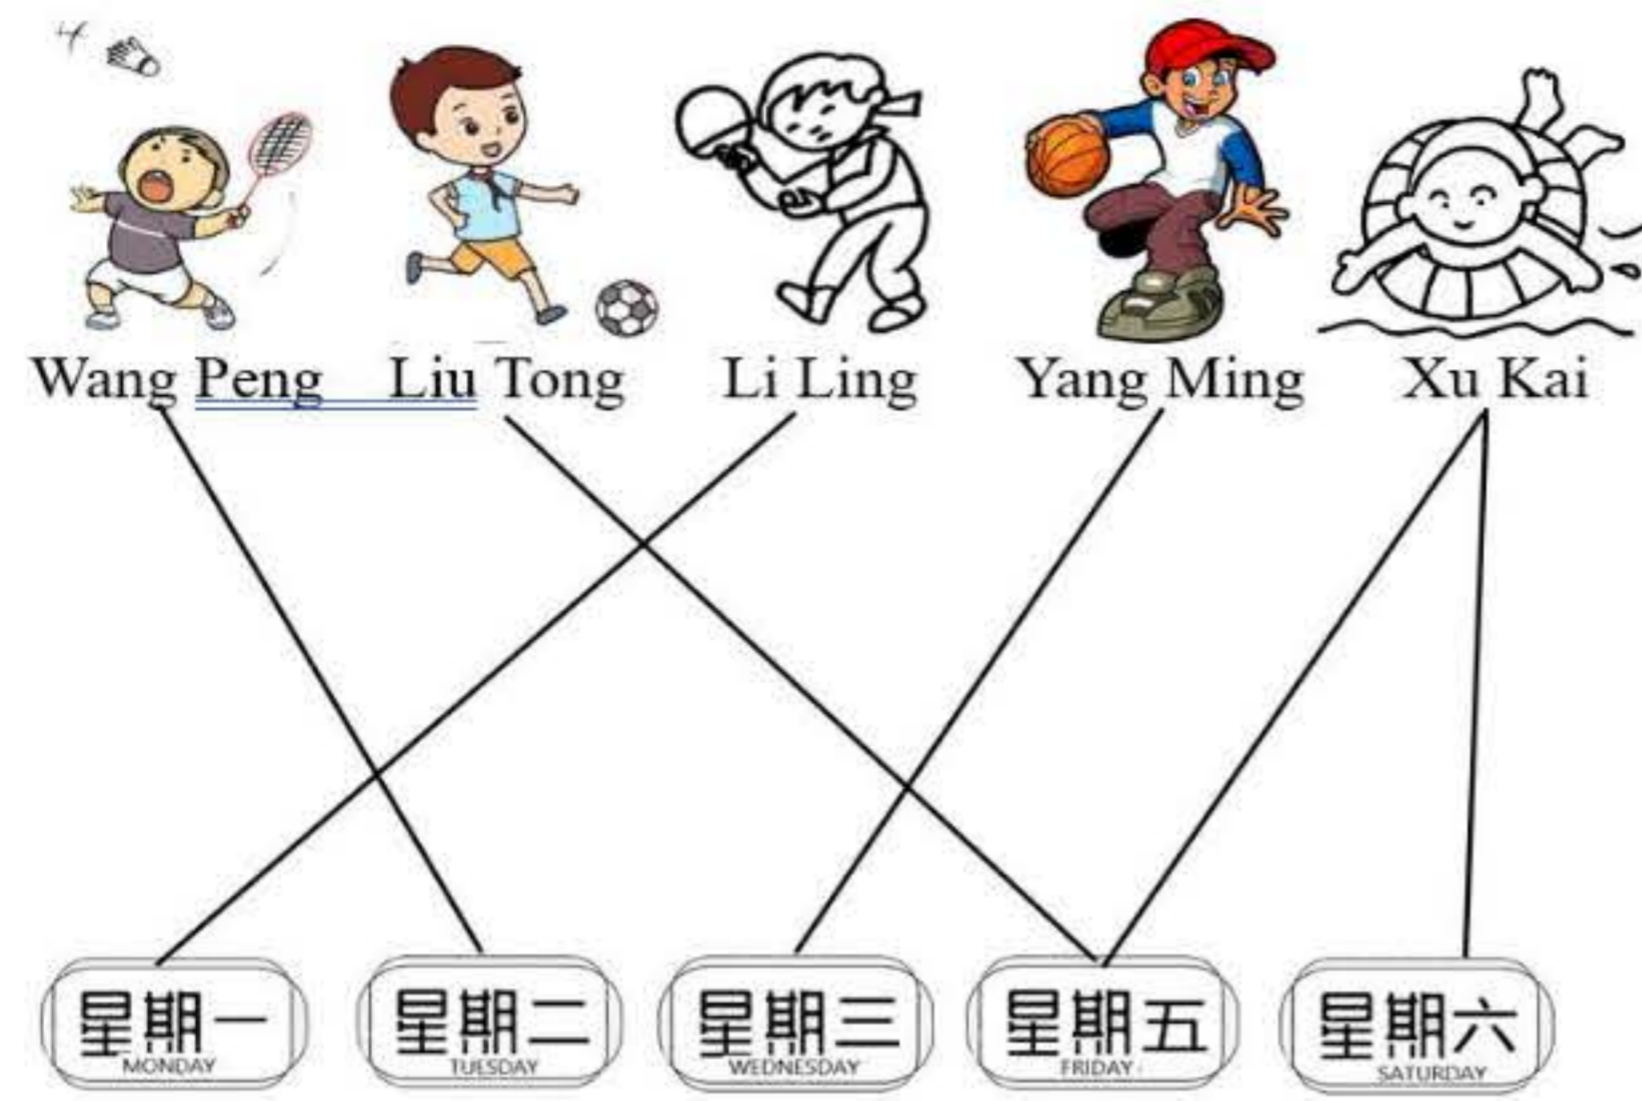 Wang Peng Liu Tong Li Ling Yang Ming Xu Kai
星期一 星期二 星期三 星期五 星期六
MONDAY TUESDAY WEDNESDAY FRIDAY SATURDAY